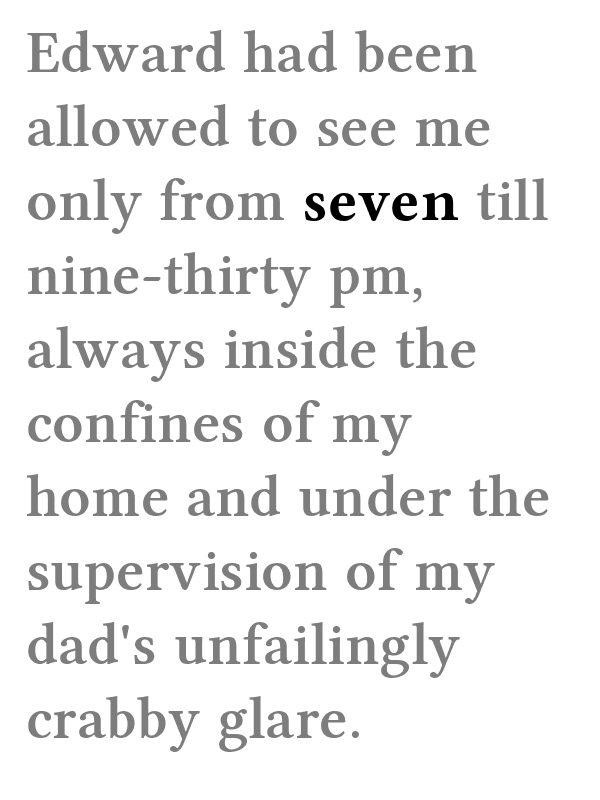 Edward had been
allowed to see me
only from seven till
nine-thirty pm,
always inside the
confines of my
home and under the
supervision of my
dad's unfailingly
crabby glare.